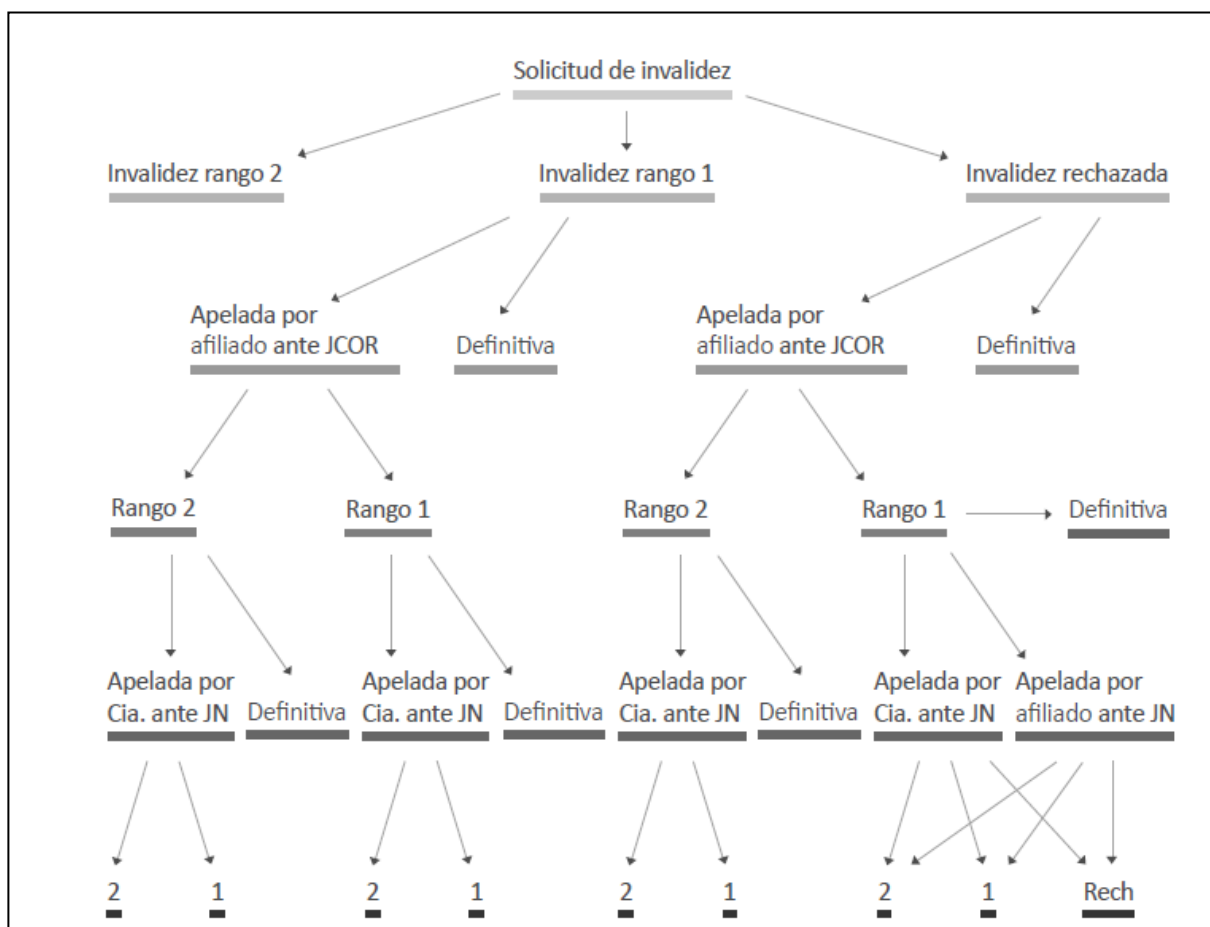 Solicitud de invalidez
Invalidez rango 2
Invalidez rango 1
Invalidez rechazada
Apelada por
afiliado ante JCOR
Definitiva
Apelada por
afiliado ante JCOR
Definitiva
Rango 2
Rango 1
Rango 2
Rango 1
Definitiva
Apelada por
Cia. ante JN
Definitiva
Apelada por
Cia. ante JN
Definitiva
Apelada por
Cia. ante JN
Definitiva
Apelada por
Cia. ante JN
Apelada por
afiliado ante JN
2
1
2
1
2
1
2
1
Rech